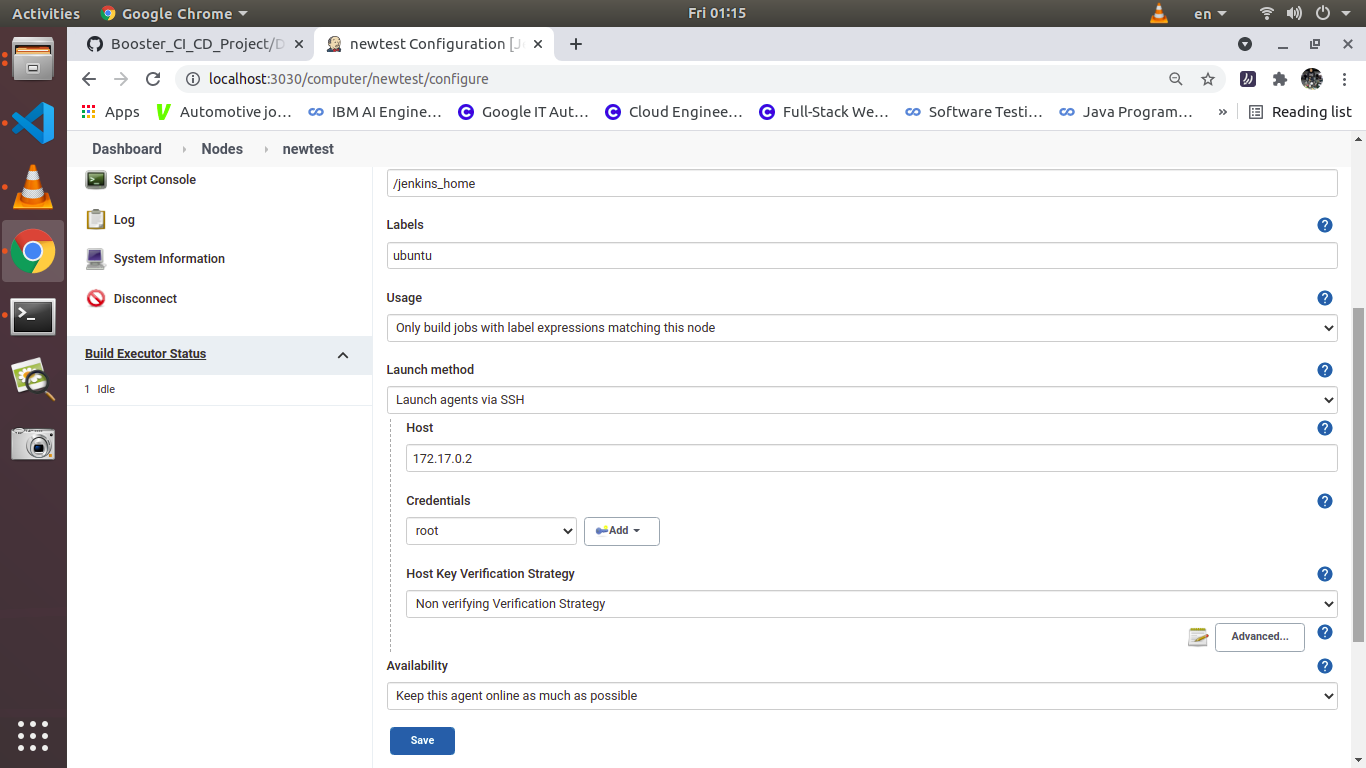 Activities
Google Chrome
Fri 01:15
en
Booster_CI_CD_Project/D
newtest Configuration [Je
localhost:3030/computer/newtest/configure
Apps
Automotive jo...
IBM AI Engine...
Google IT Aut...
Cloud Enginee...
Full-Stack We...
Software Testi...
Java Program...
»
Reading list
Dashboard
Nodes
newtest
Script Console
Log
System Information
Disconnect
Build Executor Status
1 Idle
/jenkins_home
Labels
ubuntu
Usage
Only build jobs with label expressions matching this node
Launch method
Launch agents via SSH
Host
172.17.0.2
Credentials
root
Add
Host Key Verification Strategy
Non verifying Verification Strategy
Advanced...
Availability
Keep this agent online as much as possible
Save